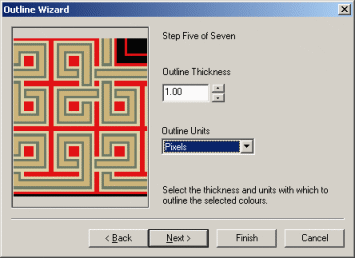 Outline Wizard
Step Five of Seven
Outline Thickness
1.00
Outline Units
Pixels
Select the thickness and units with which to
outline the selected colours.
< Back
Next >
Finish
Cancel